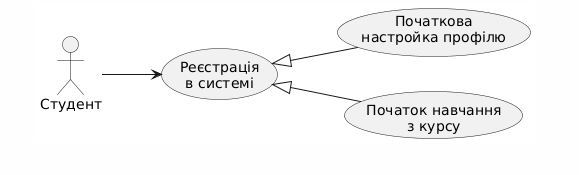 Початкова
настройка профілю
Реєстрація
в системі
Студент
Початок навчання
з курсу